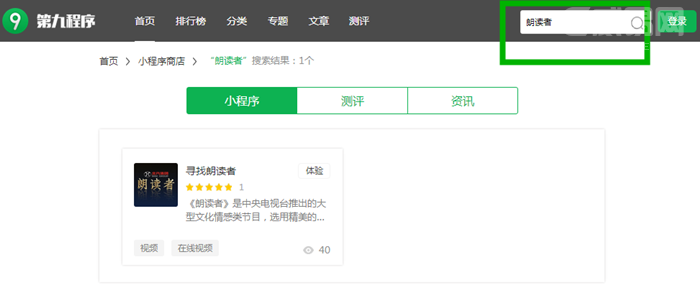 9 第九程序 首页 排行榜 分类 专题 文章 测评 朗读者 登录
首页 > 小程序商店 > “朗读者”搜索结果：1个
小程序 测评 资讯
寻找朗读者 体验
1
朗读者
《朗读者》是中央电视台推出的大
型文化情感类节目，选用精美的...
视频 在线视频 40